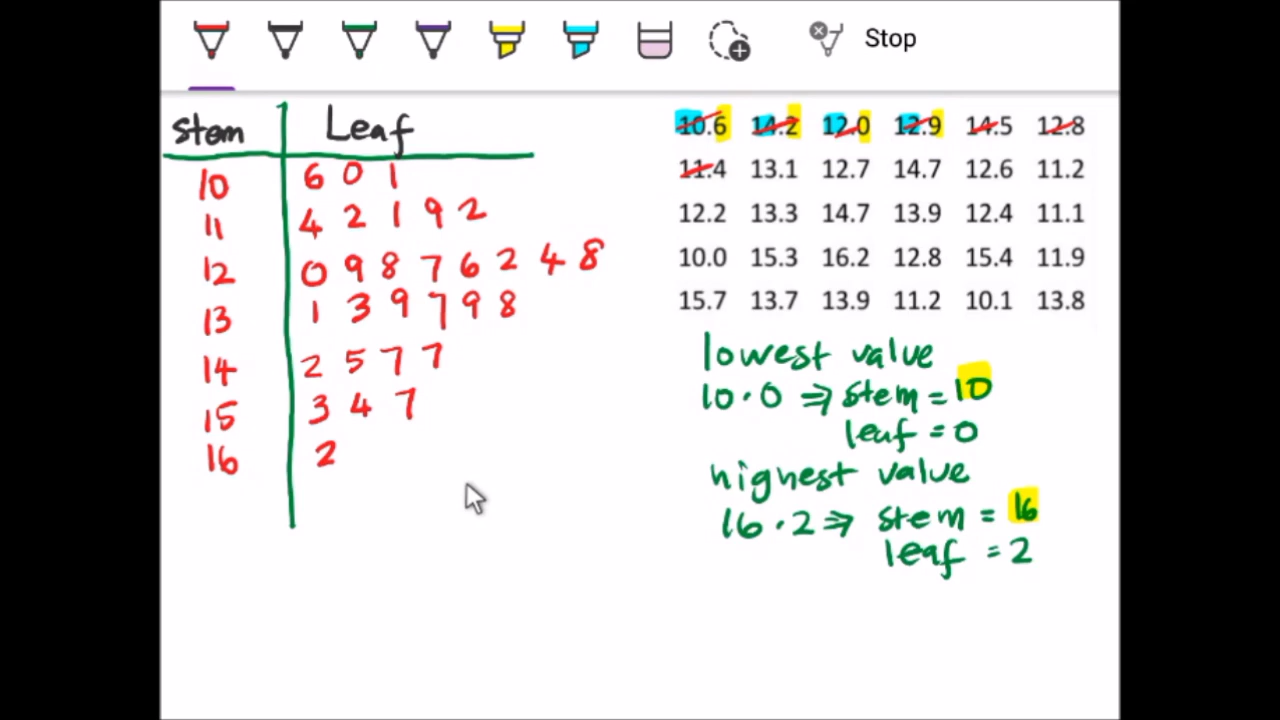 Stop
Stem Leaf
10 6 0 1
11 4 2 1 9 2
12 0 9 8 7 6 2 4 8
13 1 3 9 7 9 8
14 2 5 7 7
15 3 4 7
16 2
10.6 14.2 12.0 12.9 14.5 12.8
11.4 13.1 12.7 14.7 12.6 11.2
12.2 13.3 14.7 13.9 12.4 11.1
10.0 15.3 16.2 12.8 15.4 11.9
15.7 13.7 13.9 11.2 10.1 13.8
lowest value
10.0 ⇒ stem = 10
leaf = 0
highest value
16.2 ⇒ stem = 16
leaf = 2